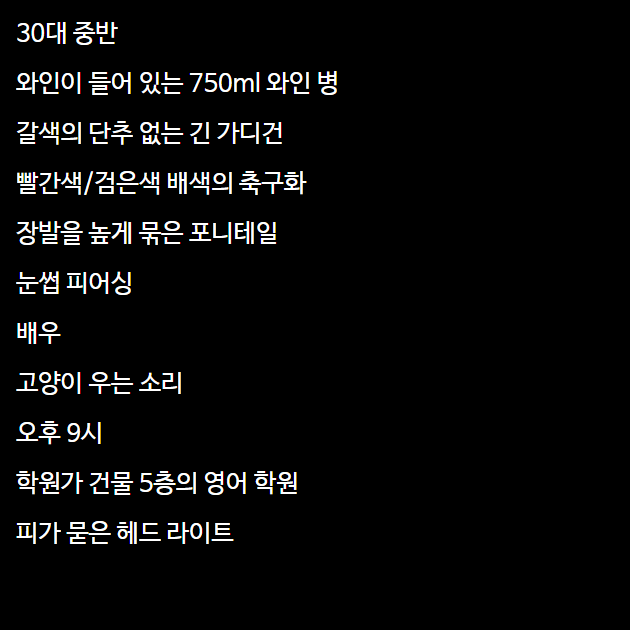 30대 중반
와인이 들어 있는 750ml 와인 병
갈색의 단추 없는 긴 가디건
빨간색/검은색 배색의 축구화
장발을 높게 묶은 포니테일
눈썹 피어싱
배우
고양이 우는 소리
오후 9시
학원가 건물 5층의 영어 학원
피가 묻은 헤드 라이트